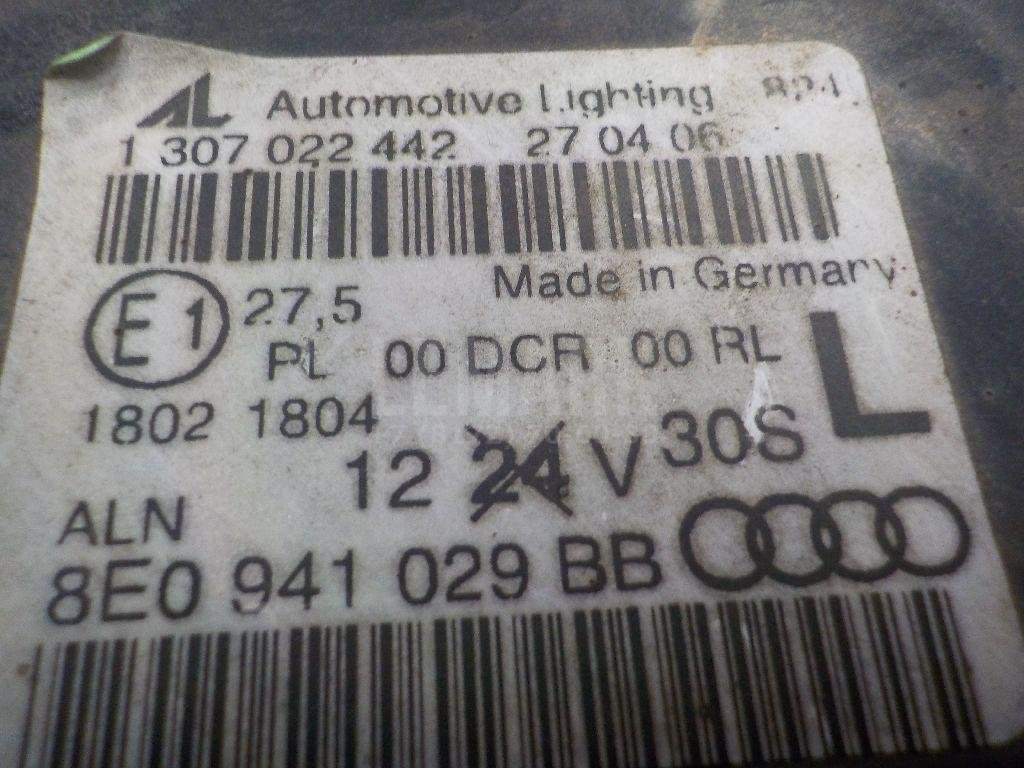 AL Automotive Lighting 824
1 307 022 442 27 04 06
Made in Germany
E1 27,5
PL 00 DCR 00 RL
L
1802 1804
12 24 V 30S
ALN
8E0 941 029 BB